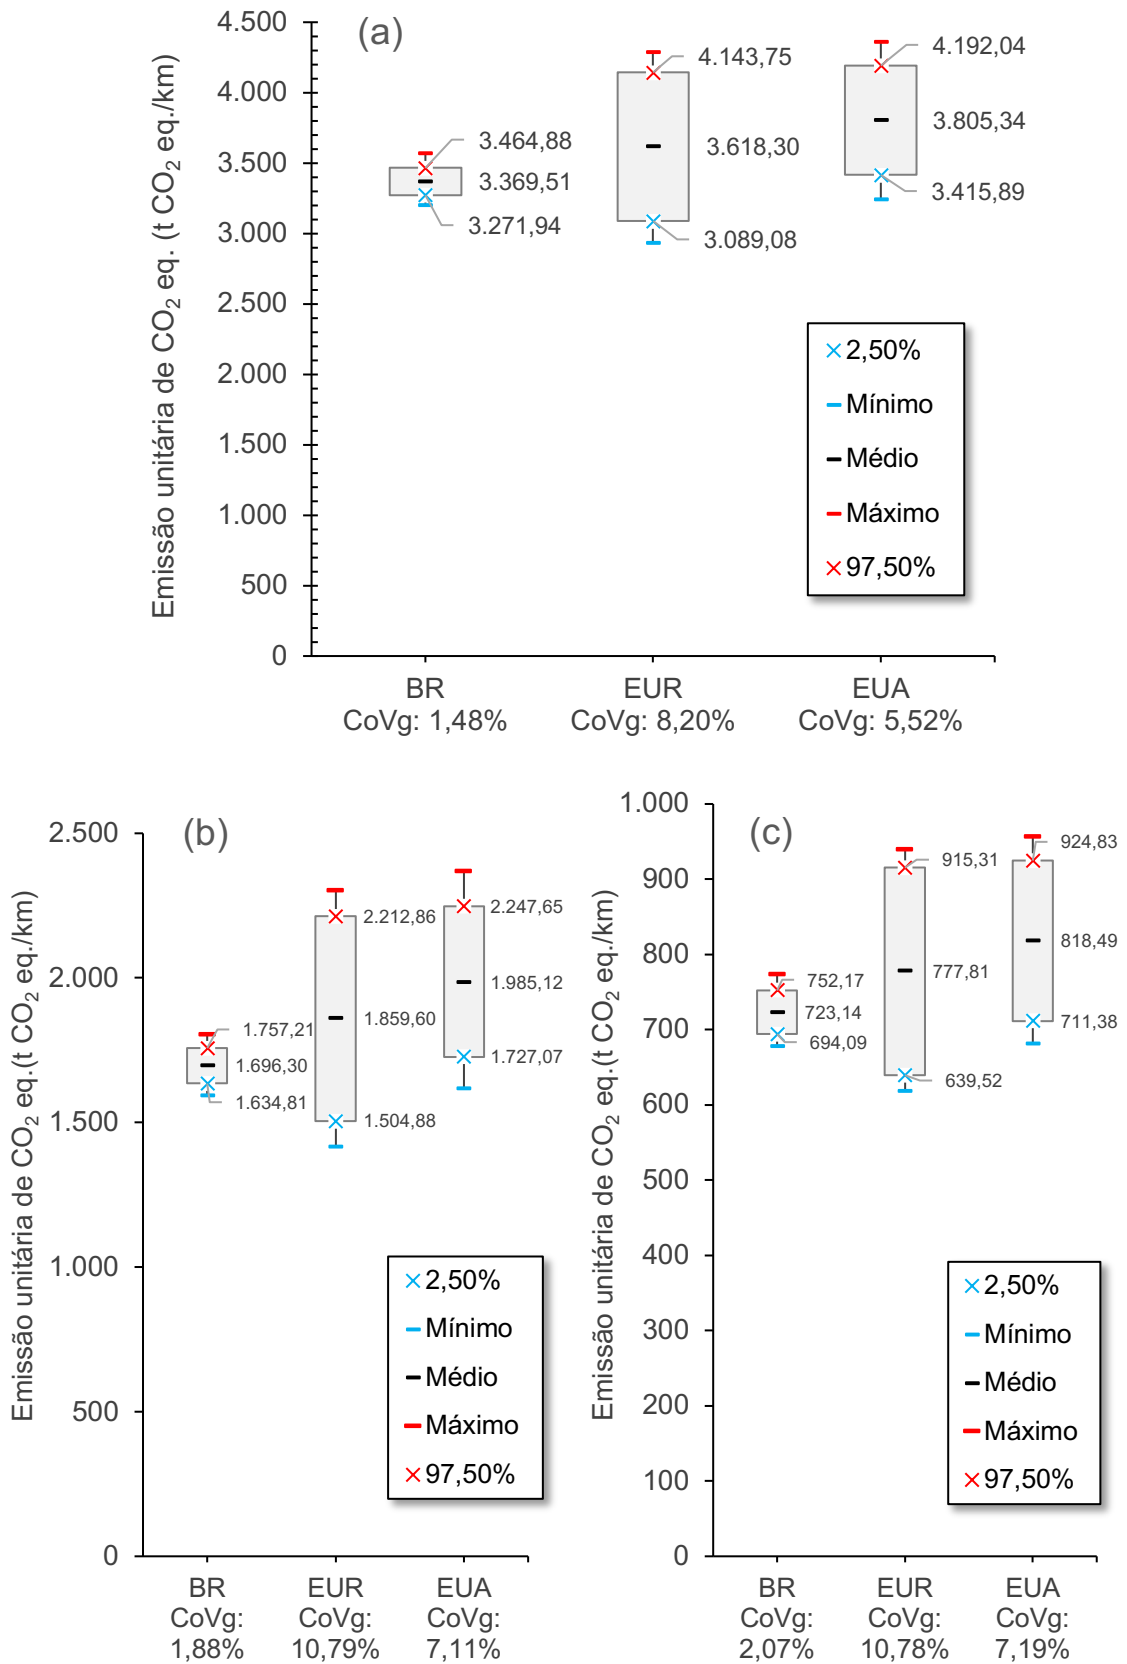 (a)
Emissão unitária de CO₂ eq. (t CO₂ eq./km)
4.500
4.000
3.500
3.000
2.500
2.000
1.500
1.000
500
0
3.464,88
3.369,51
3.271,94
4.143,75
3.618,30
3.089,08
4.192,04
3.805,34
3.415,89
2,50%
Mínimo
Médio
Máximo
97,50%
BR
CoVg: 1,48%
EUR
CoVg: 8,20%
EUA
CoVg: 5,52%
(b)
Emissão unitária de CO₂ eq.(t CO₂ eq./km)
2.500
2.000
1.500
1.000
500
0
1.757,21
1.696,30
1.634,81
2.212,86
1.859,60
1.504,88
2.247,65
1.985,12
1.727,07
2,50%
Mínimo
Médio
Máximo
97,50%
BR
CoVg:
1,88%
EUR
CoVg:
10,79%
EUA
CoVg:
7,11%
(c)
Emissão unitária de CO₂ eq.(t CO₂ eq./km)
1.000
900
800
700
600
500
400
300
200
100
0
752,17
723,14
694,09
915,31
777,81
639,52
924,83
818,49
711,38
2,50%
Mínimo
Médio
Máximo
97,50%
BR
CoVg:
2,07%
EUR
CoVg:
10,78%
EUA
CoVg:
7,19%